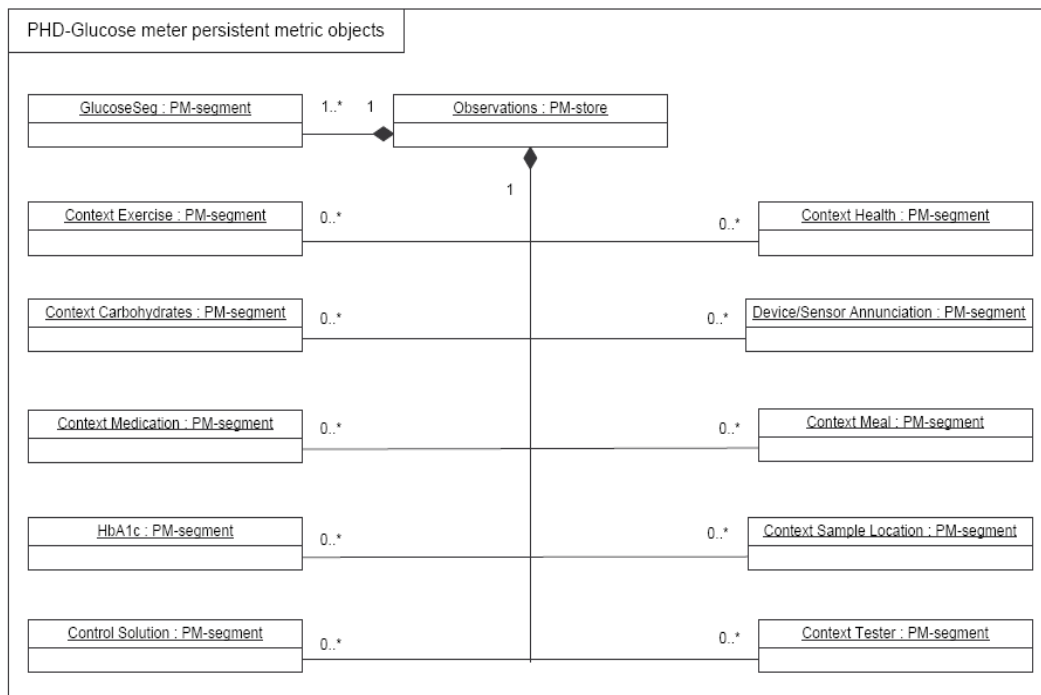 PHD-Glucose meter persistent metric objects
GlucoseSeg : PM-segment
1..*
1
Observations : PM-store
1
Context Exercise : PM-segment
0..*
0..*
Context Health : PM-segment
Context Carbohydrates : PM-segment
0..*
0..*
Device/Sensor Annunciation : PM-segment
Context Medication : PM-segment
0..*
0..*
Context Meal : PM-segment
HbA1c : PM-segment
0..*
0..*
Context Sample Location : PM-segment
Control Solution : PM-segment
0..*
0..*
Context Tester : PM-segment